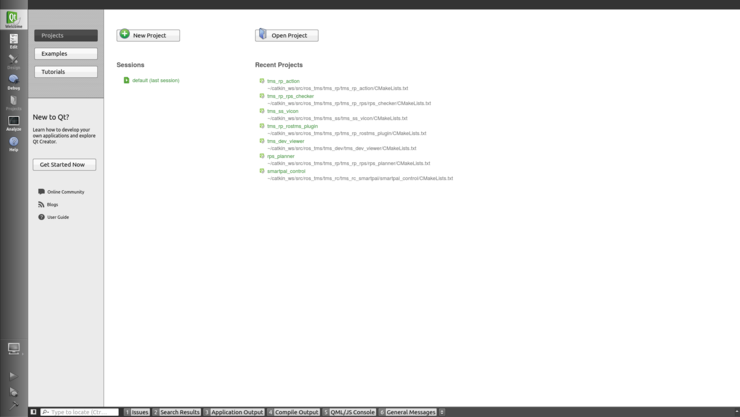 Qt
Welcome
Edit
Design
Debug
Projects
Analyze
Help
Projects
Examples
Tutorials
New to Qt?
Learn how to develop your
own applications and explore
Qt Creator.
Get Started Now
Online Community
Blogs
User Guide
New Project
Open Project
Sessions
default (last session)
Recent Projects
tms_rp_action
~/catkin_ws/src/ros_tms/tms_rp/tms_rp_action/CMakeLists.txt
tms_rp_rps_checker
~/catkin_ws/src/ros_tms/tms_rp/tms_rp_rps/rps_checker/CMakeLists.txt
tms_ss_vicon
~/catkin_ws/src/ros_tms/tms_ss/tms_ss_vicon/CMakeLists.txt
tms_rp_rostms_plugin
~/catkin_ws/src/ros_tms/tms_rp/tms_rp_rostms_plugin/CMakeLists.txt
tms_dev_viewer
~/catkin_ws/src/ros_tms/tms_dev/tms_dev_viewer/CMakeLists.txt
rps_planner
~/catkin_ws/src/ros_tms/tms_rp/tms_rp_rps/rps_planner/CMakeLists.txt
smartpal_control
~/catkin_ws/src/ros_tms/tms_rc/tms_rc_smartpal/smartpal_control/CMakeLists.txt
Type to locate (Ctr...
1 Issues 2 Search Results 3 Application Output 4 Compile Output 5 QML/JS Console 6 General Messages